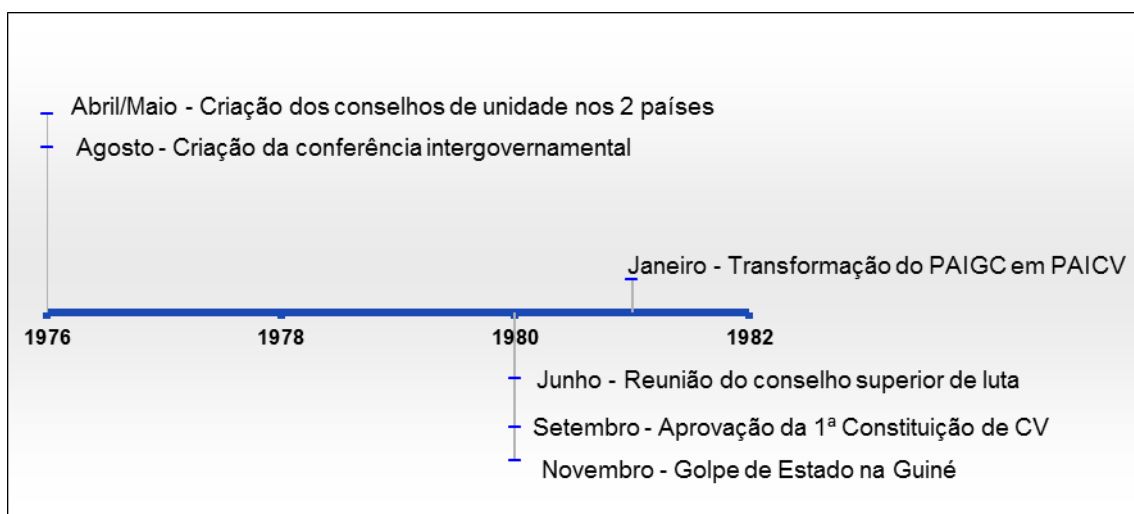 Abril/Maio - Criação dos conselhos de unidade nos 2 países
Agosto - Criação da conferência intergovernamental
Janeiro - Transformação do PAIGC em PAICV
1976
1978
1980
1982
Junho - Reunião do conselho superior de luta
Setembro - Aprovação da 1ª Constituição de CV
Novembro - Golpe de Estado na Guiné